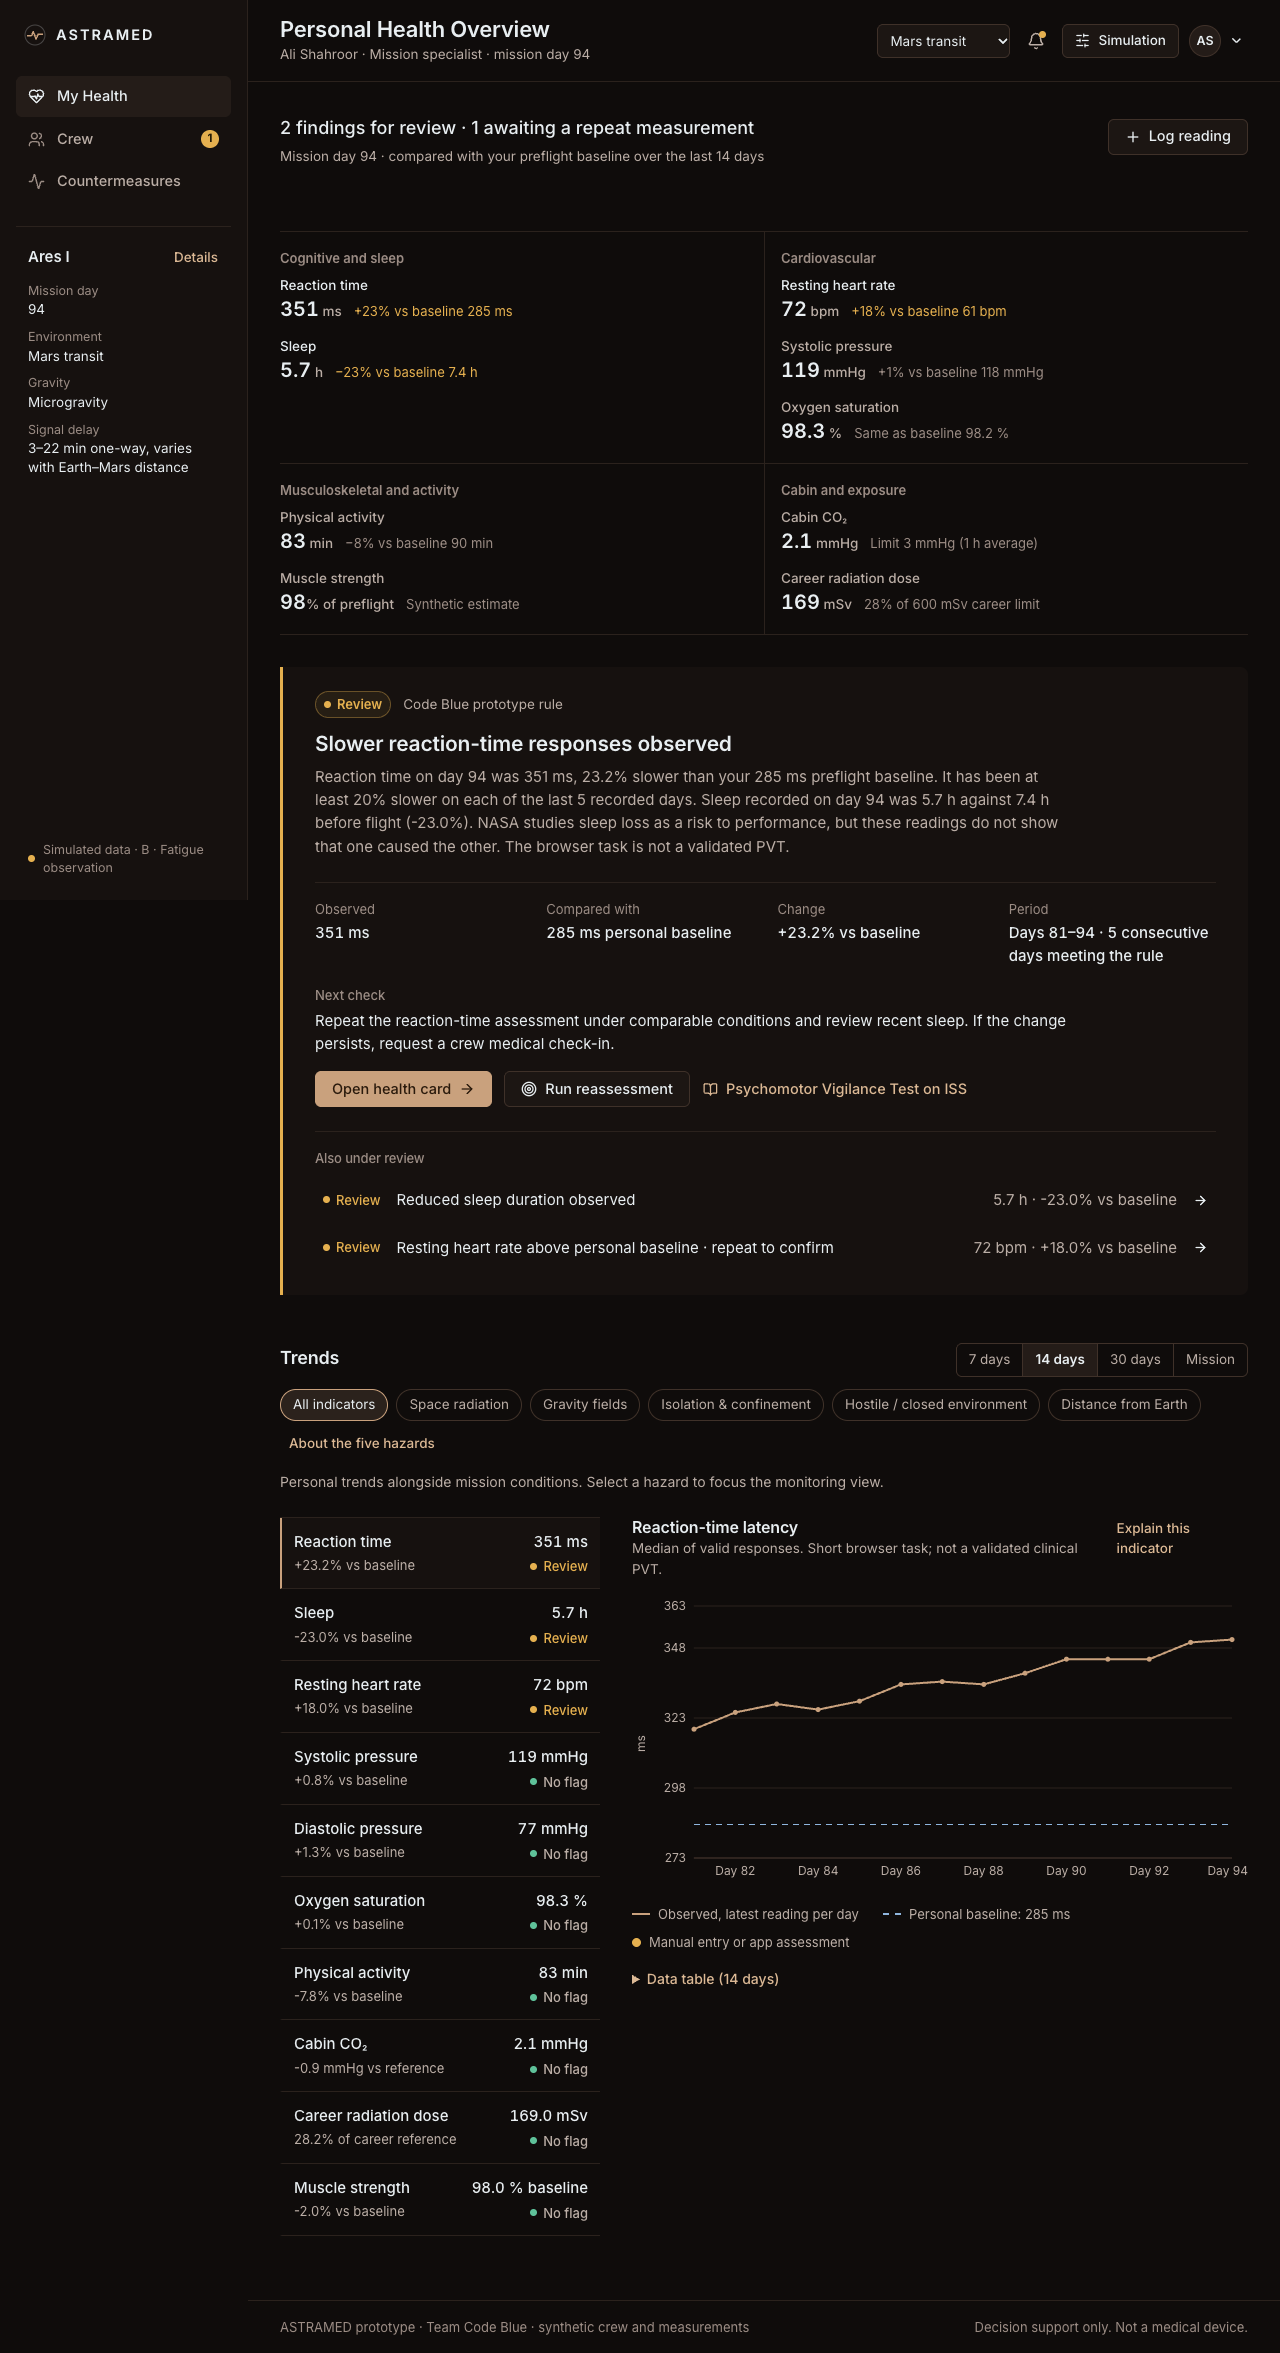 ASTRAMED
My Health
Crew
1
Countermeasures
Ares I
Details
Mission day
94
Environment
Mars transit
Gravity
Microgravity
Signal delay
3–22 min one-way, varies
with Earth–Mars distance
Simulated data · B · Fatigue
observation
Personal Health Overview
Ali Shahroor · Mission specialist · mission day 94
Mars transit
Simulation
AS
2 findings for review · 1 awaiting a repeat measurement
Mission day 94 · compared with your preflight baseline over the last 14 days
Log reading
Cognitive and sleep
Reaction time
351 ms +23% vs baseline 285 ms
Sleep
5.7 h −23% vs baseline 7.4 h
Cardiovascular
Resting heart rate
72 bpm +18% vs baseline 61 bpm
Systolic pressure
119 mmHg +1% vs baseline 118 mmHg
Oxygen saturation
98.3 % Same as baseline 98.2 %
Musculoskeletal and activity
Physical activity
83 min −8% vs baseline 90 min
Muscle strength
98% of preflight Synthetic estimate
Cabin and exposure
Cabin CO₂
2.1 mmHg Limit 3 mmHg (1 h average)
Career radiation dose
169 mSv 28% of 600 mSv career limit
Review Code Blue prototype rule
Slower reaction-time responses observed
Reaction time on day 94 was 351 ms, 23.2% slower than your 285 ms preflight baseline. It has been at
least 20% slower on each of the last 5 recorded days. Sleep recorded on day 94 was 5.7 h against 7.4 h
before flight (-23.0%). NASA studies sleep loss as a risk to performance, but these readings do not show
that one caused the other. The browser task is not a validated PVT.
Observed
351 ms
Compared with
285 ms personal baseline
Change
+23.2% vs baseline
Period
Days 81–94 · 5 consecutive
days meeting the rule
Next check
Repeat the reaction-time assessment under comparable conditions and review recent sleep. If the change
persists, request a crew medical check-in.
Open health card
Run reassessment
Psychomotor Vigilance Test on ISS
Also under review
Review Reduced sleep duration observed 5.7 h · -23.0% vs baseline
Review Resting heart rate above personal baseline · repeat to confirm 72 bpm · +18.0% vs baseline
Trends
7 days 14 days 30 days Mission
All indicators Space radiation Gravity fields Isolation & confinement Hostile / closed environment Distance from Earth
About the five hazards
Personal trends alongside mission conditions. Select a hazard to focus the monitoring view.
Reaction time 351 ms
+23.2% vs baseline Review
Sleep 5.7 h
-23.0% vs baseline Review
Resting heart rate 72 bpm
+18.0% vs baseline Review
Systolic pressure 119 mmHg
+0.8% vs baseline No flag
Diastolic pressure 77 mmHg
+1.3% vs baseline No flag
Oxygen saturation 98.3 %
+0.1% vs baseline No flag
Physical activity 83 min
-7.8% vs baseline No flag
Cabin CO₂ 2.1 mmHg
-0.9 mmHg vs reference No flag
Career radiation dose 169.0 mSv
28.2% of career reference No flag
Muscle strength 98.0 % baseline
-2.0% vs baseline No flag
Reaction-time latency
Median of valid responses. Short browser task; not a validated clinical
PVT.
Explain this
indicator
363
348
323
298
273
ms
Day 82 Day 84 Day 86 Day 88 Day 90 Day 92 Day 94
Observed, latest reading per day Personal baseline: 285 ms
Manual entry or app assessment
Data table (14 days)
ASTRAMED prototype · Team Code Blue · synthetic crew and measurements
Decision support only. Not a medical device.